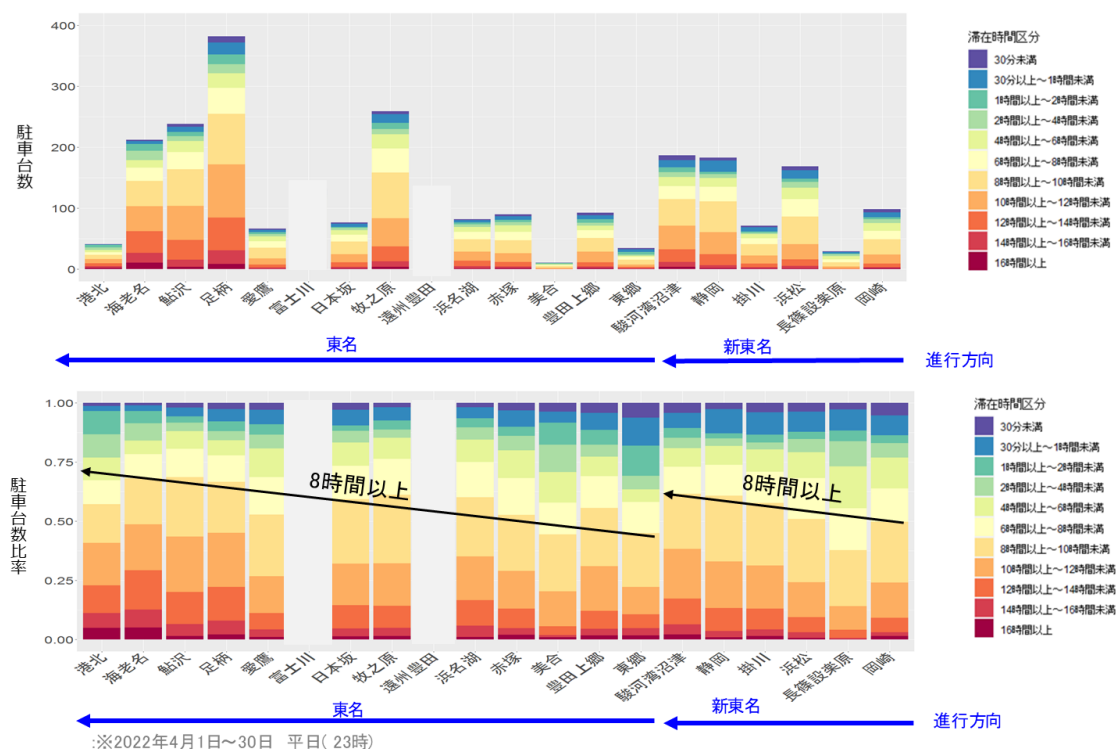 400
300
200
100
0
駐車台数
港北
海老名
鮎沢
足柄
愛鷹
富士川
日本坂
牧之原
遠州豊田
浜名湖
赤塚
美合
豊田上郷
東郷
駿河湾沼津
静岡
掛川
浜松
長篠設楽原
岡崎
東名
新東名
進行方向
滞在時間区分
30分未満
30分以上～1時間未満
1時間以上～2時間未満
2時間以上～4時間未満
4時間以上～6時間未満
6時間以上～8時間未満
8時間以上～10時間未満
10時間以上～12時間未満
12時間以上～14時間未満
14時間以上～16時間未満
16時間以上
1.00
0.75
0.50
0.25
0.00
駐車台数比率
8時間以上
8時間以上
港北
海老名
鮎沢
足柄
愛鷹
富士川
日本坂
牧之原
遠州豊田
浜名湖
赤塚
美合
豊田上郷
東郷
駿河湾沼津
静岡
掛川
浜松
長篠設楽原
岡崎
東名
新東名
進行方向
滞在時間区分
30分未満
30分以上～1時間未満
1時間以上～2時間未満
2時間以上～4時間未満
4時間以上～6時間未満
6時間以上～8時間未満
8時間以上～10時間未満
10時間以上～12時間未満
12時間以上～14時間未満
14時間以上～16時間未満
16時間以上
:※2022年4月1日～30日 平日( 23時)